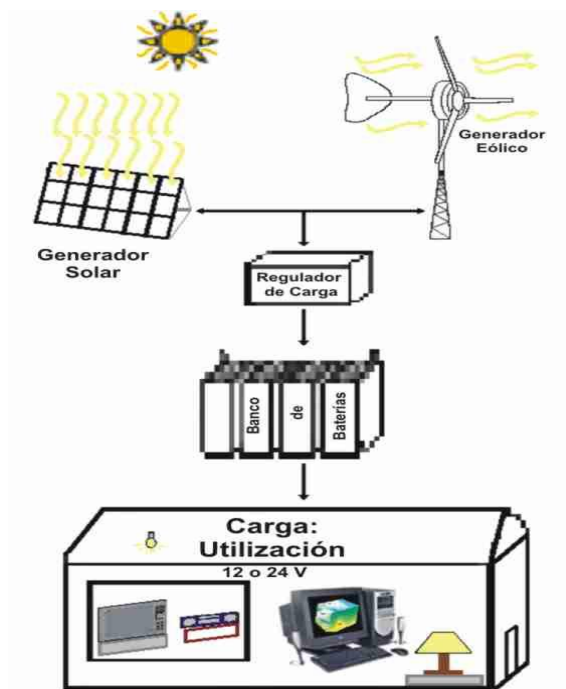 Generador
Eólico
Generador
Solar
Regulador
de Carga
Banco
de
Baterías
Carga:
Utilización
12 o 24 V